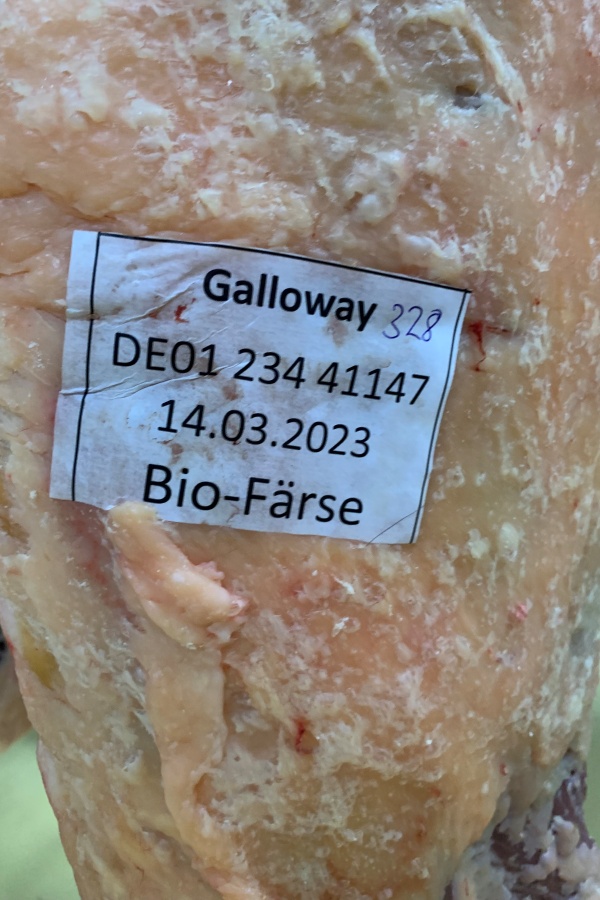 Galloway 328
DE01 234 41147
14.03.2023
Bio-Färse